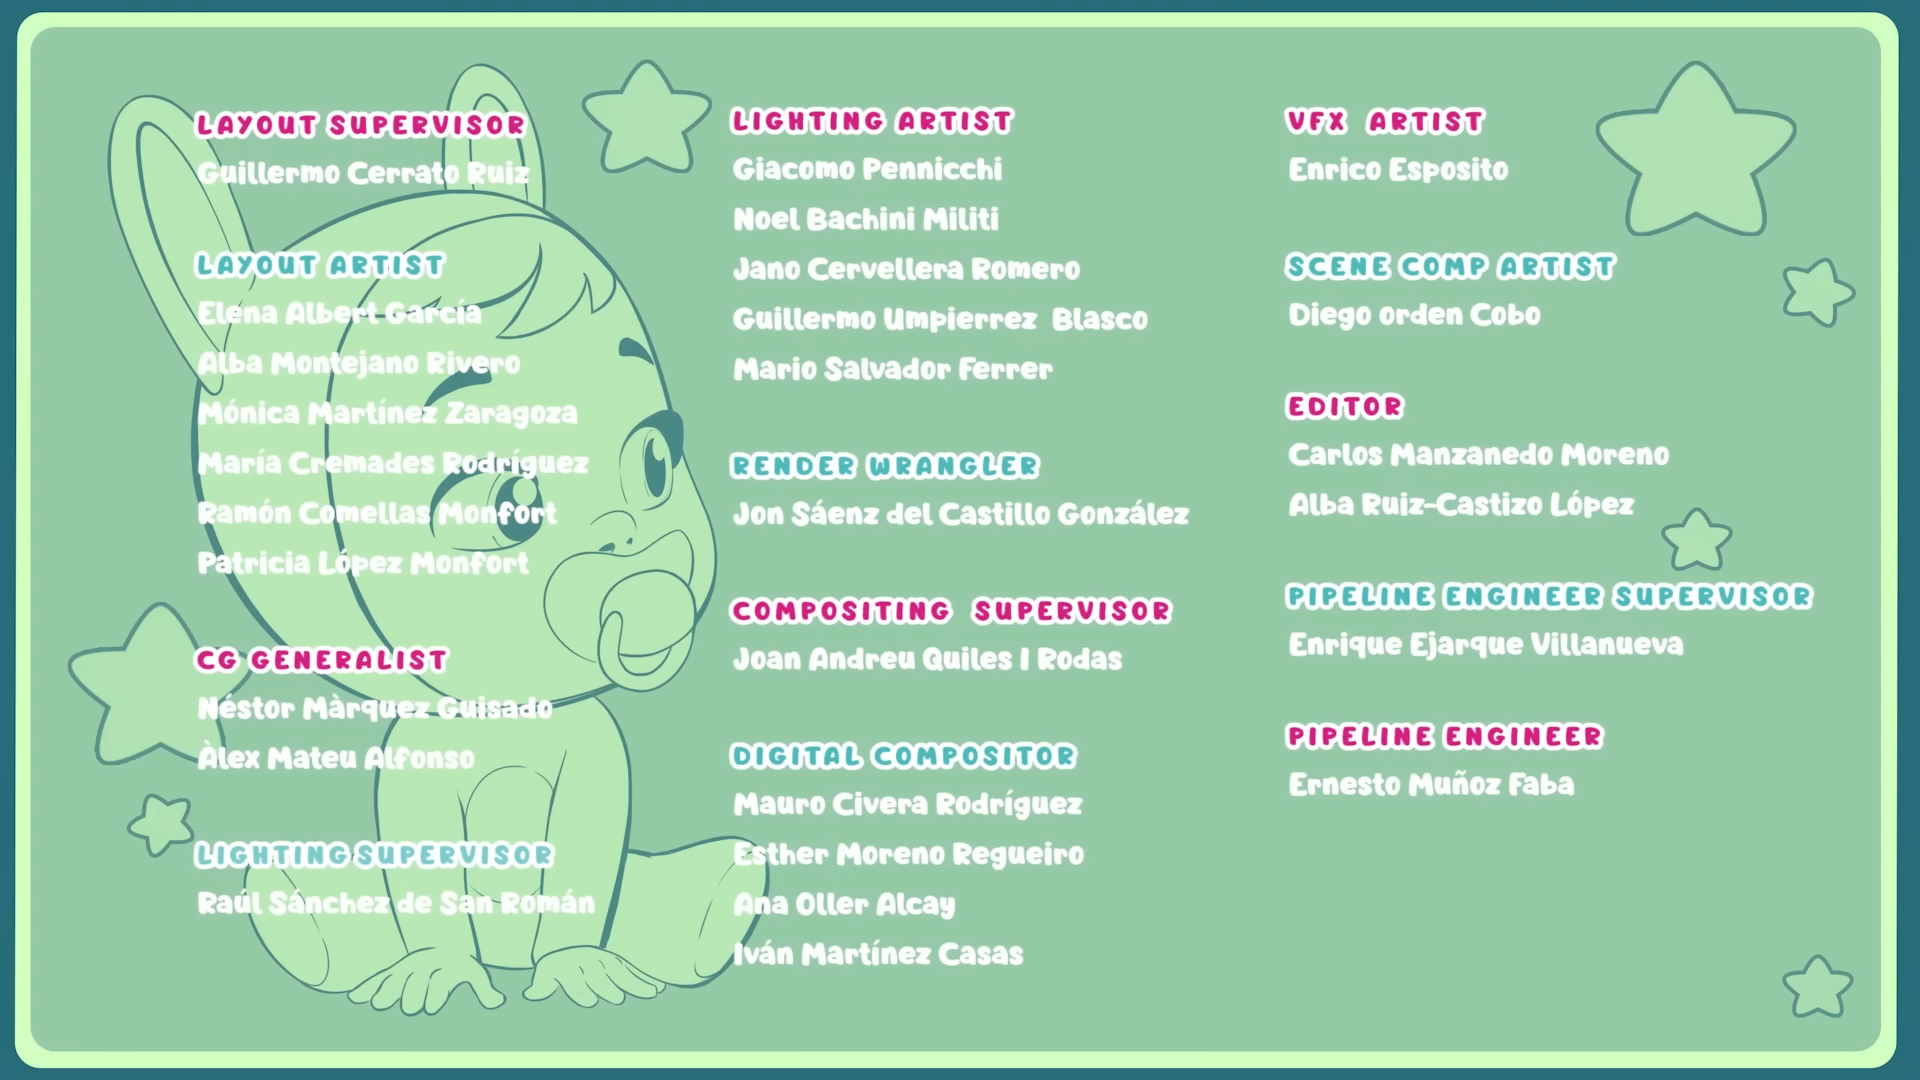 LAYOUT SUPERVISOR
Guillermo Cerrato Ruiz
LAYOUT ARTIST
Elena Albert García
Alba Montejano Rivero
Mónica Martínez Zaragoza
María Cremades Rodríguez
Ramón Comellas Monfort
Patricia López Monfort
CG GENERALIST
Néstor Màrquez Guisado
Àlex Mateu Alfonso
LIGHTING SUPERVISOR
Raúl Sánchez de San Román
LIGHTING ARTIST
Giacomo Pennicchi
Noel Bachini Militi
Jano Cervellera Romero
Guillermo Umpierrez Blasco
Mario Salvador Ferrer
RENDER WRANGLER
Jon Sáenz del Castillo González
COMPOSITING SUPERVISOR
Joan Andreu Quiles I Rodas
DIGITAL COMPOSITOR
Mauro Civera Rodríguez
Esther Moreno Regueiro
Ana Oller Alcay
Iván Martínez Casas
VFX ARTIST
Enrico Esposito
SCENE COMP ARTIST
Diego orden Cobo
EDITOR
Carlos Manzanedo Moreno
Alba Ruiz-Castizo López
PIPELINE ENGINEER SUPERVISOR
Enrique Ejarque Villanueva
PIPELINE ENGINEER
Ernesto Muñoz Faba